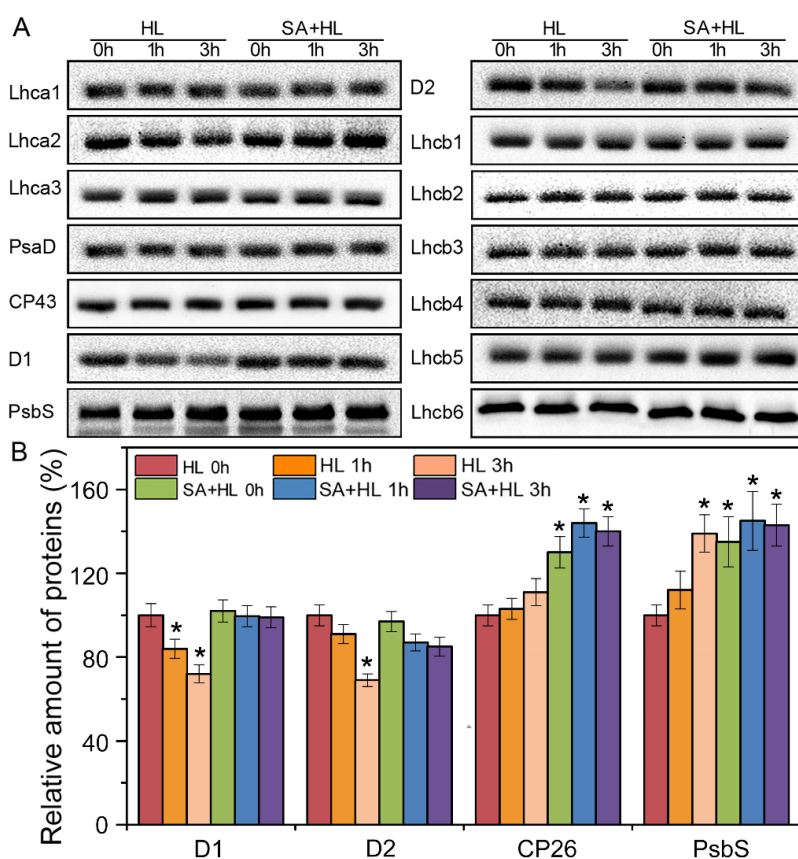 A
HL SA+HL
0h 1h 3h 0h 1h 3h
Lhca1
Lhca2
Lhca3
PsaD
CP43
D1
PsbS
HL SA+HL
0h 1h 3h 0h 1h 3h
D2
Lhcb1
Lhcb2
Lhcb3
Lhcb4
Lhcb5
Lhcb6
B
Relative amount of proteins (%)
160
120
80
40
0
HL 0h HL 1h HL 3h
SA+HL 0h SA+HL 1h SA+HL 3h
* * * * * * * * * *
D1 D2 CP26 PsbS